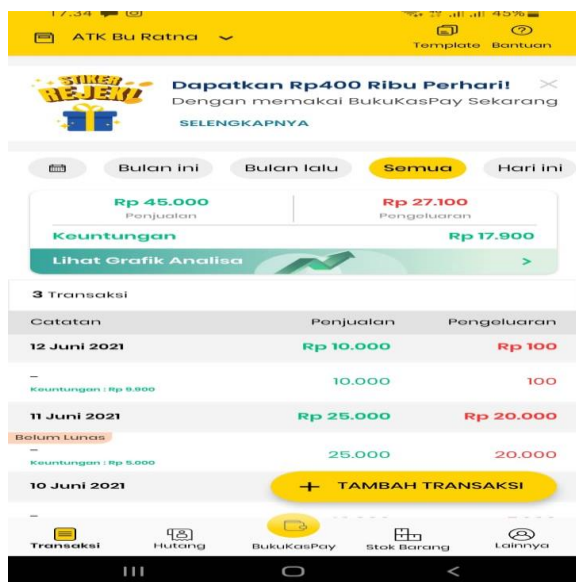 17.34
45%
ATK Bu Ratna
Template Bantuan
STIKER REJEKI
Dapatkan Rp400 Ribu Perhari!
Dengan memakai BukuKasPay Sekarang
SELENGKAPNYA
Bulan ini Bulan lalu Semua Hari ini
Rp 45.000 Rp 27.100
Penjualan Pengeluaran
Keuntungan Rp 17.900
Lihat Grafik Analisa >
3 Transaksi
Catatan Penjualan Pengeluaran
12 Juni 2021 Rp 10.000 Rp 100
– 10.000 100
Keuntungan : Rp 9.900
11 Juni 2021 Rp 25.000 Rp 20.000
Belum Lunas
– 25.000 20.000
Keuntungan : Rp 5.000
10 Juni 2021
+ TAMBAH TRANSAKSI
–
Transaksi Hutang BukuKasPay Stok Barang Lainnya